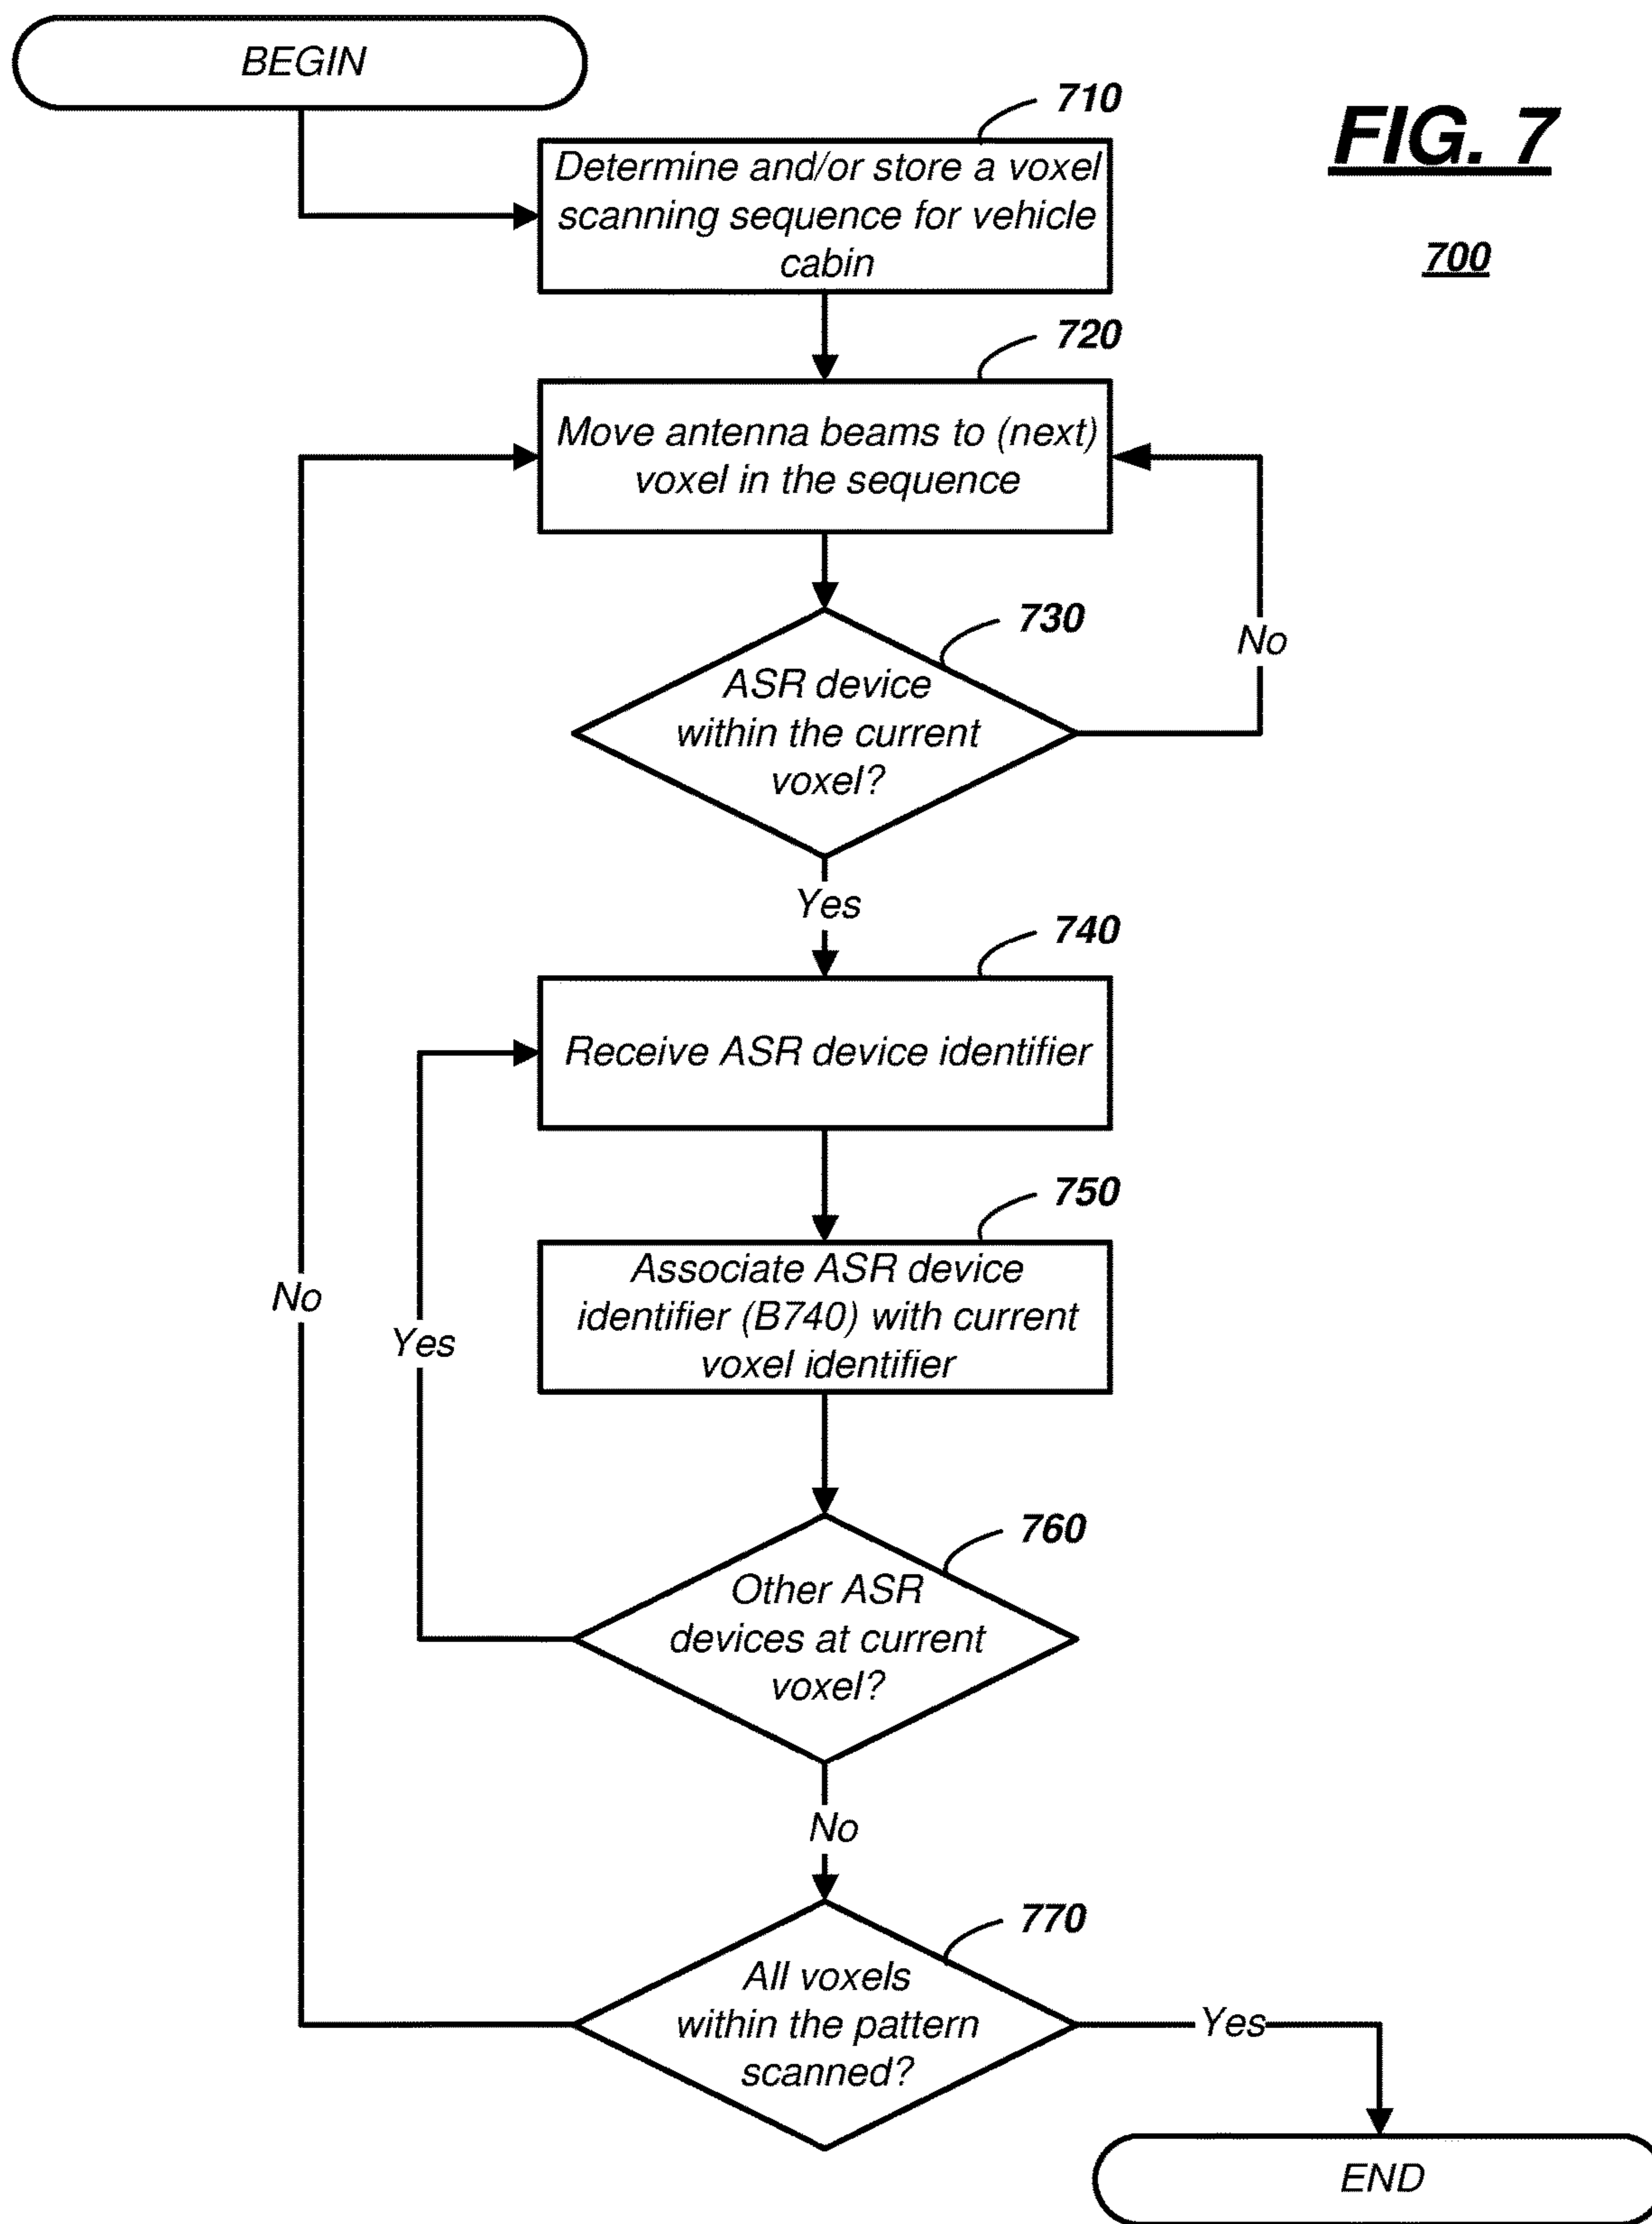 BEGIN
710
FIG. 7
Determine and/or store a voxel
scanning sequence for vehicle
cabin
700
720
Move antenna beams to (next)
voxel in the sequence
730
No
ASR device
within the current
voxel?
Yes
740
Receive ASR device identifier
750
Associate ASR device
identifier (B740) with current
voxel identifier
No
Yes
760
Other ASR
devices at current
voxel?
No
770
All voxels
within the pattern
scanned?
Yes
END